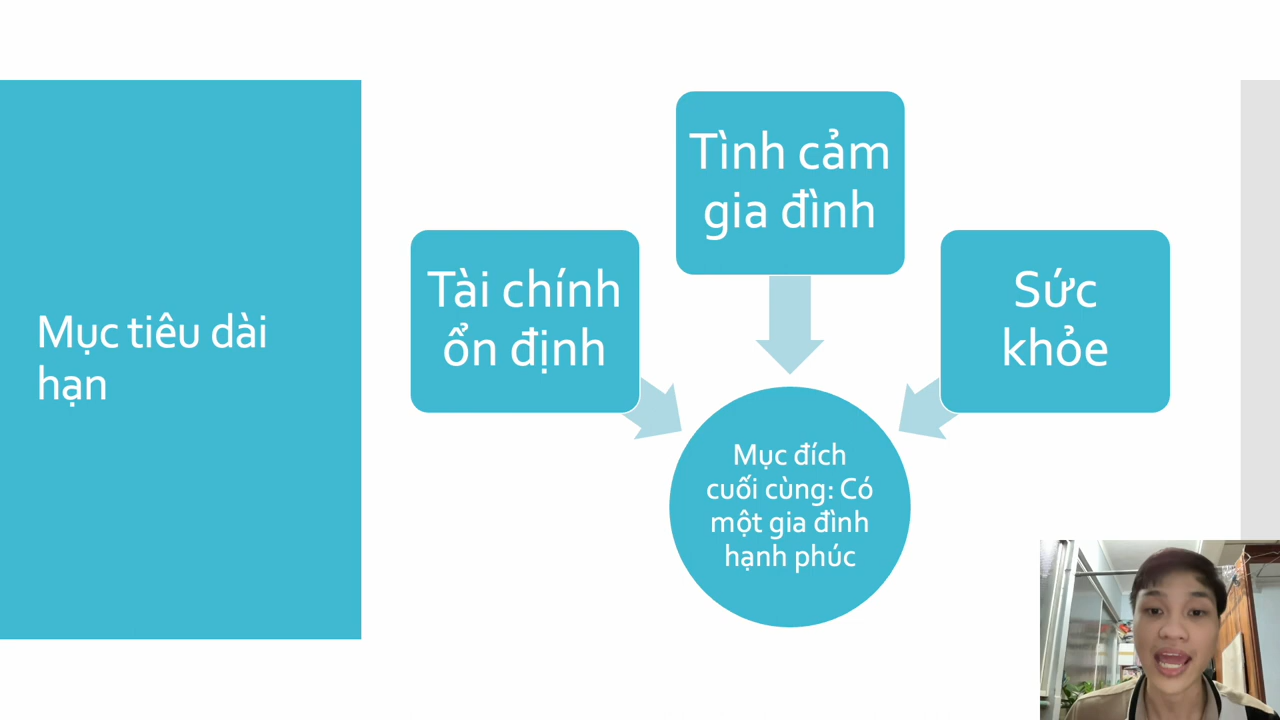 Mục tiêu dài
hạn
Tình cảm
gia đình
Tài chính
ổn định
Sức
khỏe
Mục đích
cuối cùng: Có
một gia đình
hạnh phúc